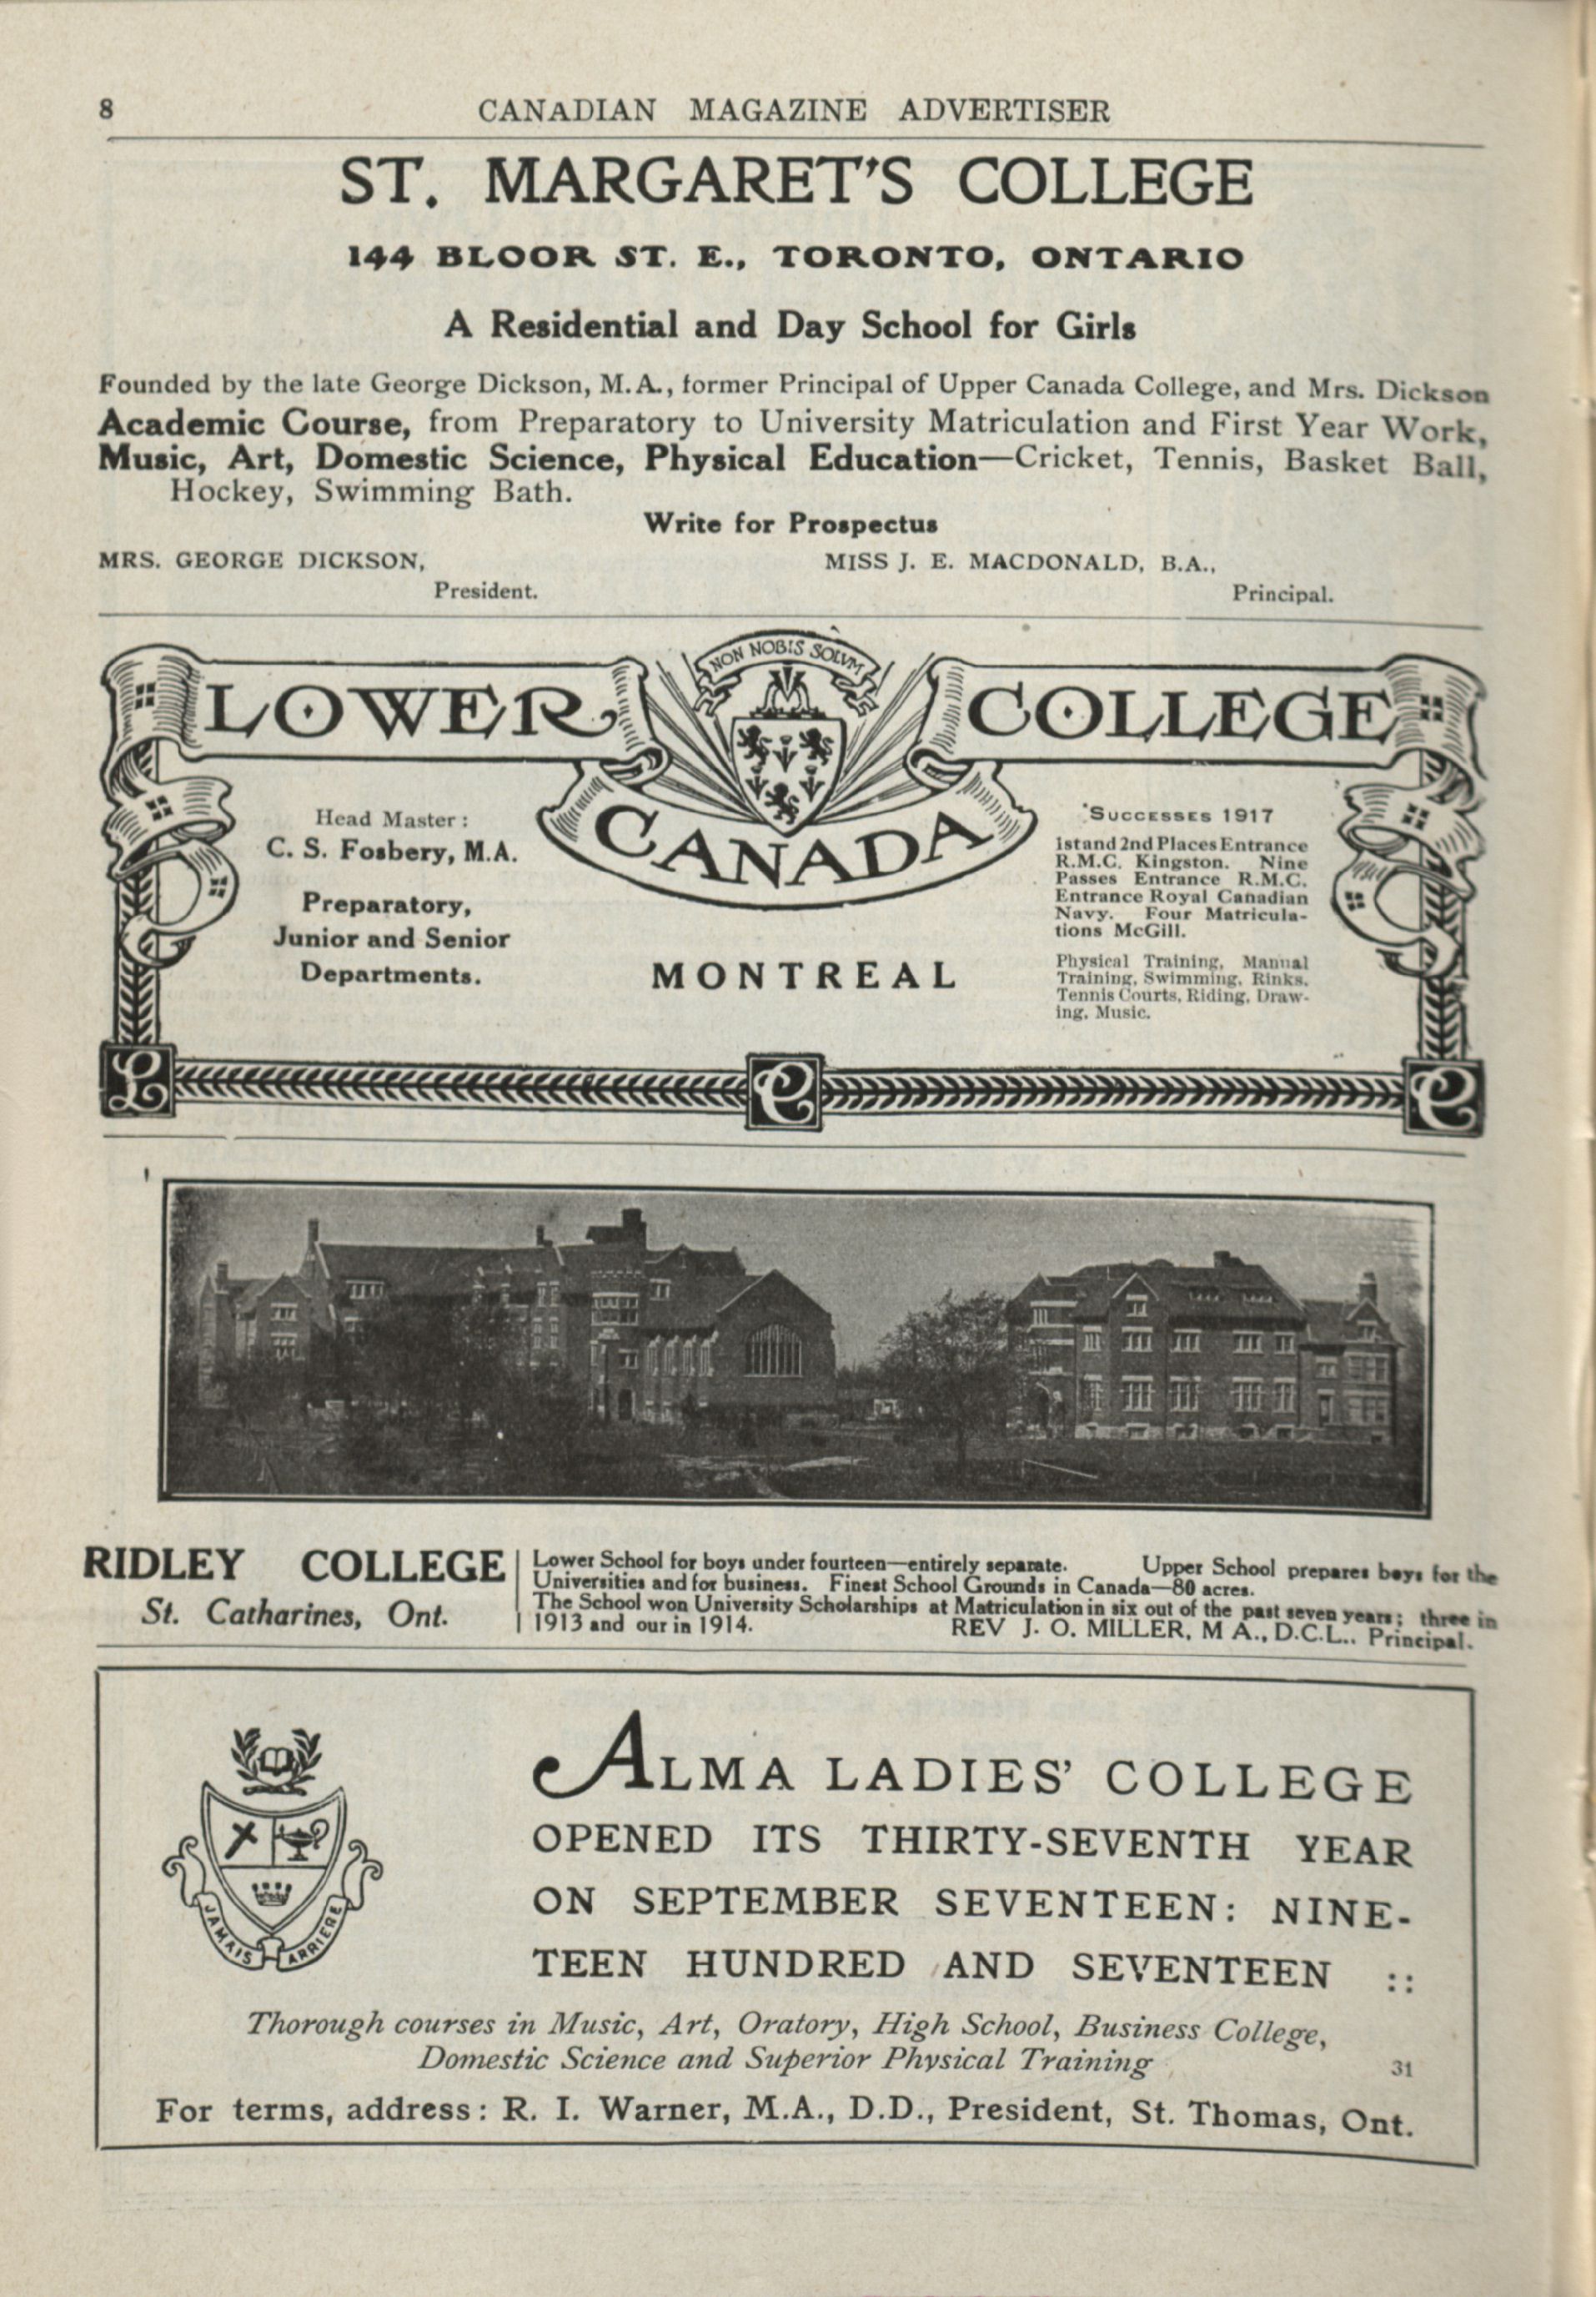 8
CANADIAN MAGAZINE ADVERTISER
ST. MARGARET'S COLLEGE
144 BLOOR ST. E., TORONTO, ONTARIO
A Residential and Day School for Girls
Founded by the late George Dickson, M.A., former Principal of Upper Canada College, and Mrs. Dickson
Academic Course, from Preparatory to University Matriculation and First Year Work,
Music, Art, Domestic Science, Physical Education—Cricket, Tennis, Basket Ball,
Hockey, Swimming Bath.
Write for Prospectus
MRS. GEORGE DICKSON,
President.
MISS J. E. MACDONALD, B.A.,
Principal.
NON NOBIS SOLVM
LOWER
CANADA
COLLEGE
Head Master:
C. S. Fosbery, M.A.
Preparatory,
Junior and Senior
Departments.
MONTREAL
SUCCESSES 1917
1st and 2nd Places Entrance
R.M.C. Kingston. Nine
Passes Entrance R.M.C.
Entrance Royal Canadian
Navy. Four Matricula-
tions McGill.
Physical Training, Manual
Training, Swimming, Rinks,
Tennis Courts, Riding, Draw-
ing, Music.
L C C
RIDLEY COLLEGE
St. Catharines, Ont.
Lower School for boys under fourteen—entirely separate. Upper School prepares boys for the
Universities and for business. Finest School Grounds in Canada—80 acres.
The School won University Scholarships at Matriculation in six out of the past seven years; three in
1913 and our in 1914. REV J. O. MILLER, M A., D.C.L., Principal.
JAMAIS ARRIERE
ALMA LADIES' COLLEGE
OPENED ITS THIRTY-SEVENTH YEAR
ON SEPTEMBER SEVENTEEN: NINE-
TEEN HUNDRED AND SEVENTEEN ::
Thorough courses in Music, Art, Oratory, High School, Business College,
Domestic Science and Superior Physical Training
31
For terms, address: R. I. Warner, M.A., D.D., President, St. Thomas, Ont.